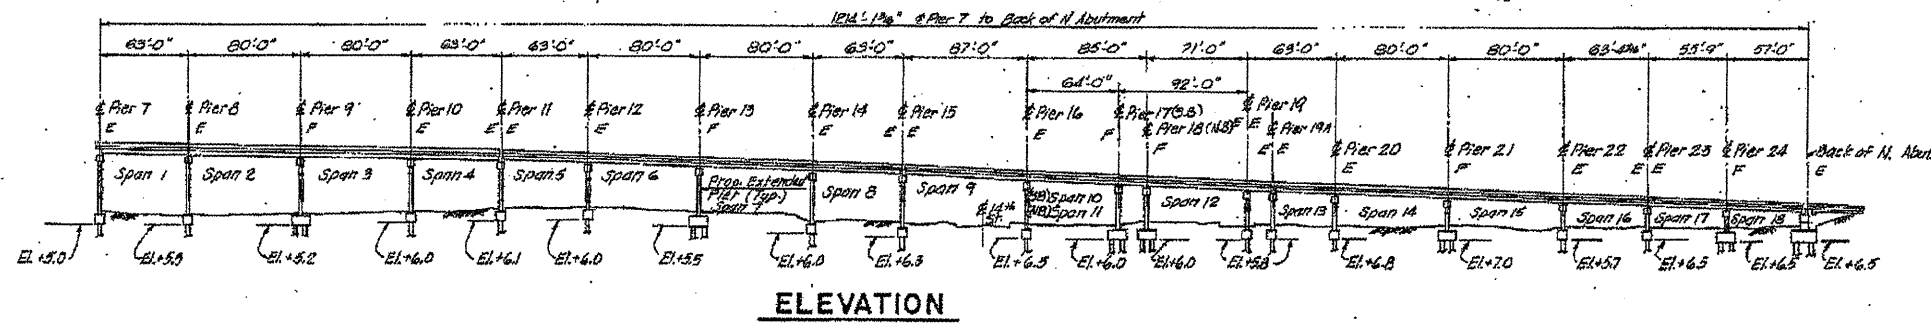 1214'-1 3/16" ℄ Pier 7 to Back of N. Abutment
63'-0" 80'-0" 80'-0" 63'-0" 63'-0" 80'-0" 80'-0" 63'-0" 87'-0" 85'-0" 71'-0" 63'-0" 80'-0" 80'-0" 55'-9" 57'-0"
64'-0" 92'-0"
℄ Pier 7 ℄ Pier 8 ℄ Pier 9 ℄ Pier 10 ℄ Pier 11 ℄ Pier 12 ℄ Pier 13 ℄ Pier 14 ℄ Pier 15 ℄ Pier 16 ℄ Pier 17 (S.B.) ℄ Pier 19
E E F E E E E F E E E E F ℄ Pier 18 (N.B.) E E ℄ Pier 19A
F E E ℄ Pier 20 ℄ Pier 21 ℄ Pier 22 ℄ Pier 23 ℄ Pier 24 Back of N. Abut
E F E E E F E
Span 1 Span 2 Span 3 Span 4 Span 5 Span 6 Prop. Extended
Pier (Typ.)
Span 7 Span 8 Span 9 (SB) Span 10
(NB) Span 11 Span 12 Span 13 Span 14 Span 15 Span 16 Span 17 Span 18
℄ 14th
St.
El. +5.0 El. +5.5 El. +5.2 El. +6.0 El. +6.1 El. +6.0 El. +5.5 El. +6.0 El. +6.3 El. +6.3 El. +6.0 El. +6.0 El. +5.8 El. +6.8 El. +7.0 El. +5.7 El. +6.5 El. +6.5 El. +6.5
ELEVATION